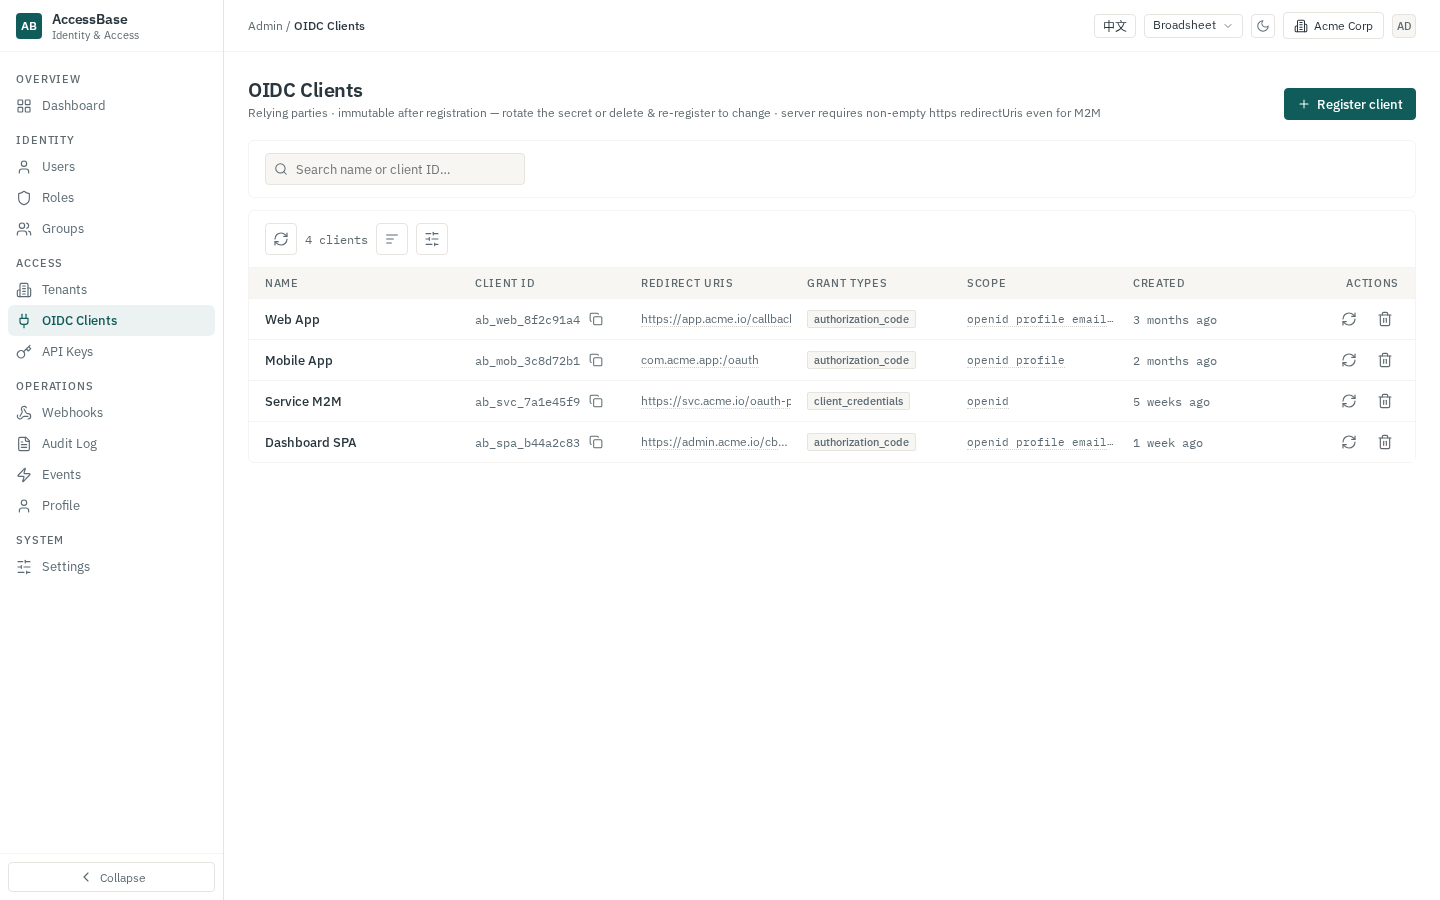 AB
AccessBase
Identity & Access
OVERVIEW
Dashboard
IDENTITY
Users
Roles
Groups
ACCESS
Tenants
OIDC Clients
API Keys
OPERATIONS
Webhooks
Audit Log
Events
Profile
SYSTEM
Settings
Collapse
Admin / OIDC Clients
中文
Broadsheet
Acme Corp
AD
OIDC Clients
Relying parties · immutable after registration — rotate the secret or delete & re-register to change · server requires non-empty https redirectUris even for M2M
Register client
Search name or client ID...
4 clients
NAME CLIENT ID REDIRECT URIS GRANT TYPES SCOPE CREATED ACTIONS
Web App ab_web_8f2c91a4 https://app.acme.io/callback authorization_code openid profile email… 3 months ago
Mobile App ab_mob_3c8d72b1 com.acme.app:/oauth authorization_code openid profile 2 months ago
Service M2M ab_svc_7a1e45f9 https://svc.acme.io/oauth-p client_credentials openid 5 weeks ago
Dashboard SPA ab_spa_b44a2c83 https://admin.acme.io/cb… authorization_code openid profile email… 1 week ago